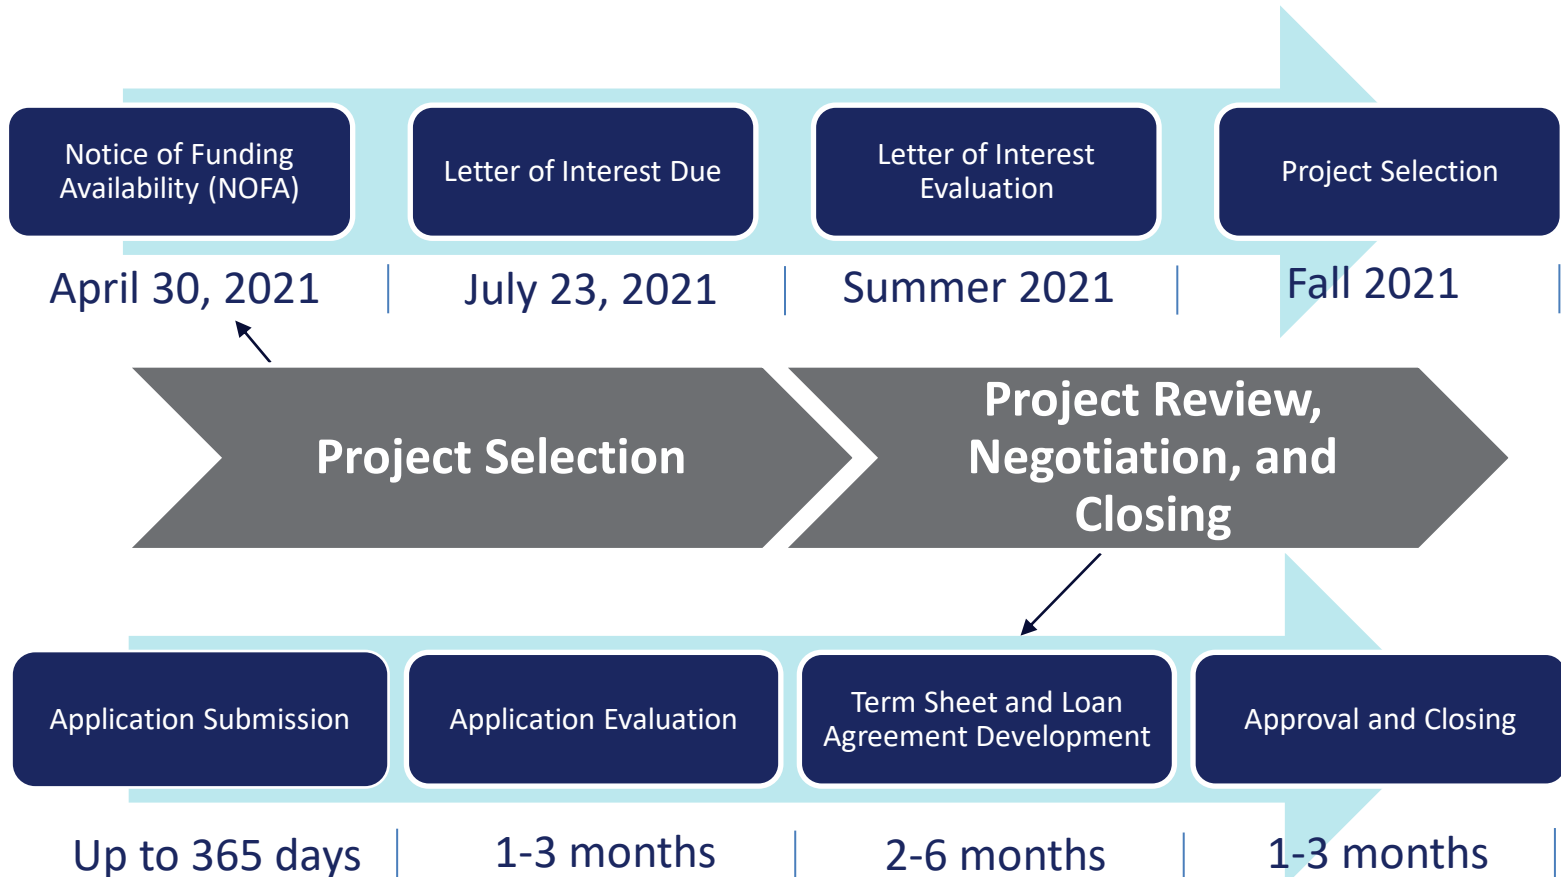 Notice of Funding
Availability (NOFA)
Letter of Interest Due
Letter of Interest
Evaluation
Project Selection
April 30, 2021
July 23, 2021
Summer 2021
Fall 2021
Project Selection
Project Review,
Negotiation, and
Closing
Application Submission
Application Evaluation
Term Sheet and Loan
Agreement Development
Approval and Closing
Up to 365 days
1-3 months
2-6 months
1-3 months